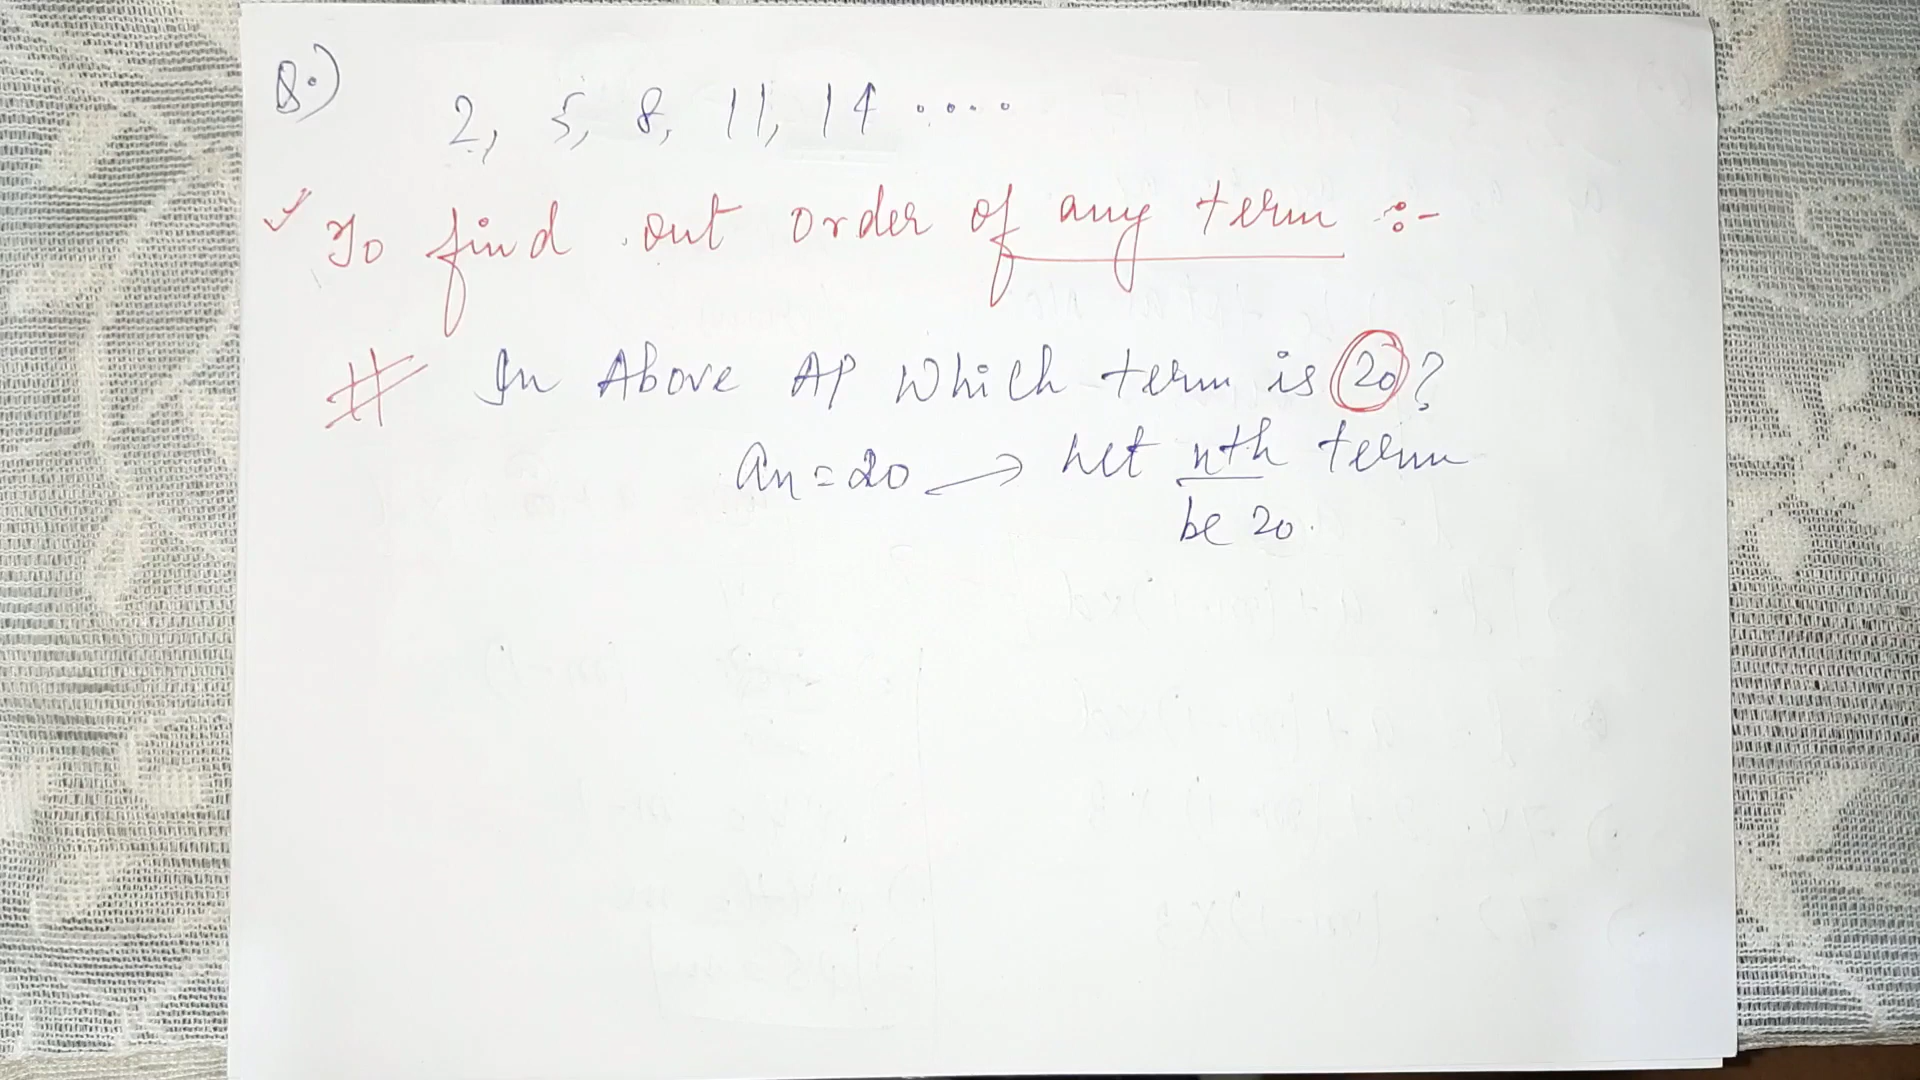 Q.)
2, 5, 8, 11, 14 ....
To find out order of any term :-
# In Above AP Which term is 20?
an = 20 → Let nth term
be 20.